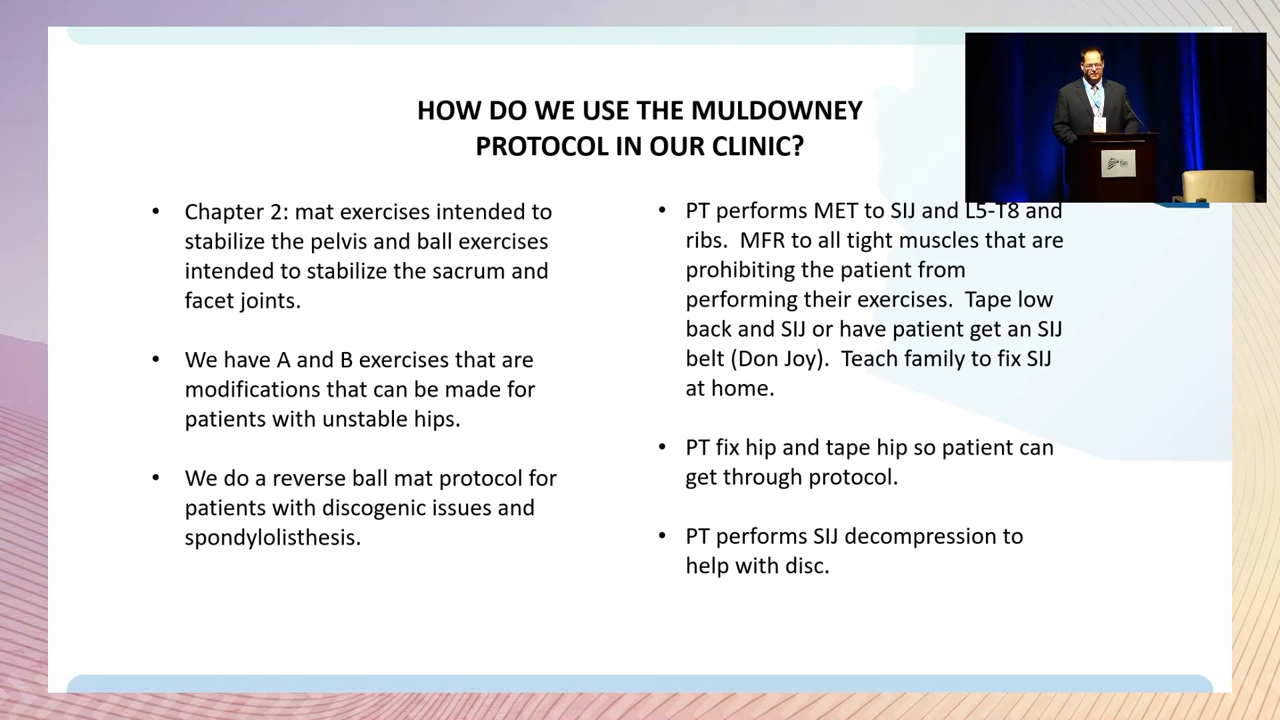 HOW DO WE USE THE MULDOWNEY
PROTOCOL IN OUR CLINIC?
• Chapter 2: mat exercises intended to
stabilize the pelvis and ball exercises
intended to stabilize the sacrum and
facet joints.
• We have A and B exercises that are
modifications that can be made for
patients with unstable hips.
• We do a reverse ball mat protocol for
patients with discogenic issues and
spondylolisthesis.
• PT performs MET to SIJ and L5-T8 and
ribs.  MFR to all tight muscles that are
prohibiting the patient from
performing their exercises.  Tape low
back and SIJ or have patient get an SIJ
belt (Don Joy).  Teach family to fix SIJ
at home.
• PT fix hip and tape hip so patient can
get through protocol.
• PT performs SIJ decompression to
help with disc.